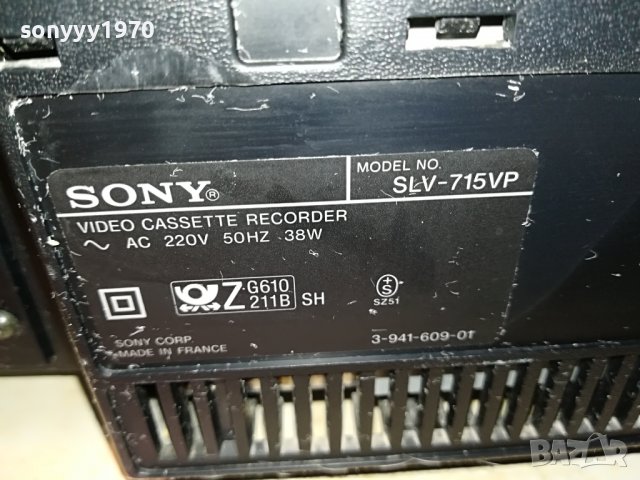 sonyyy1970
SONY®
MODEL NO.
SLV-715VP
VIDEO CASSETTE RECORDER
~ AC 220V 50HZ 38W
Z G610
211B SH
S
SZ51
SONY CORP.
MADE IN FRANCE
3-941-609-01
BAZAR